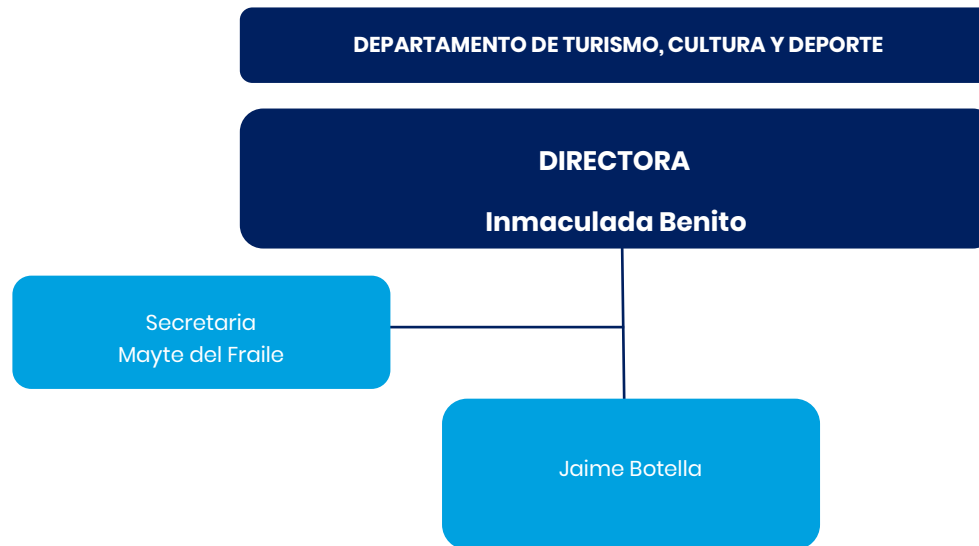 DEPARTAMENTO DE TURISMO, CULTURA Y DEPORTE
DIRECTORA
Inmaculada Benito
Secretaria
Mayte del Fraile
Jaime Botella